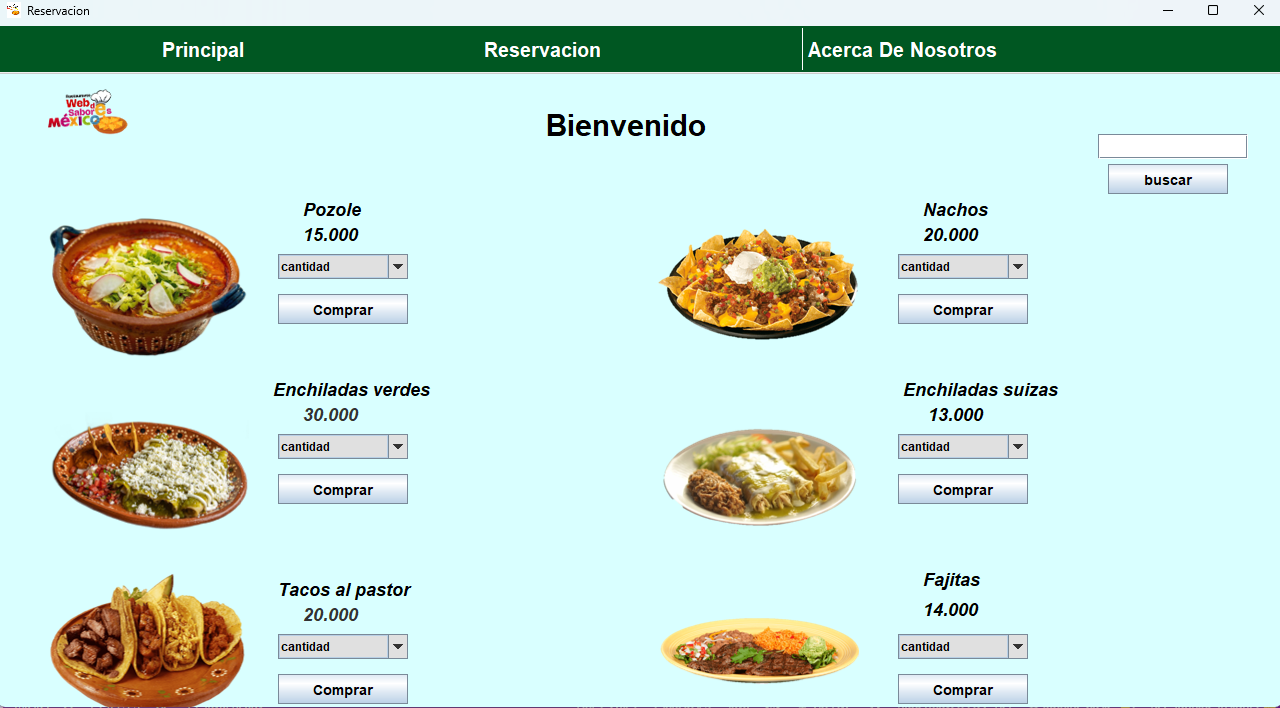 Reservacion
Principal
Reservacion
Acerca De Nosotros
Web de
Sabores
México
Bienvenido
buscar
Pozole
15.000
cantidad
Comprar
Nachos
20.000
cantidad
Comprar
Enchiladas verdes
30.000
cantidad
Comprar
Enchiladas suizas
13.000
cantidad
Comprar
Tacos al pastor
20.000
cantidad
Comprar
Fajitas
14.000
cantidad
Comprar